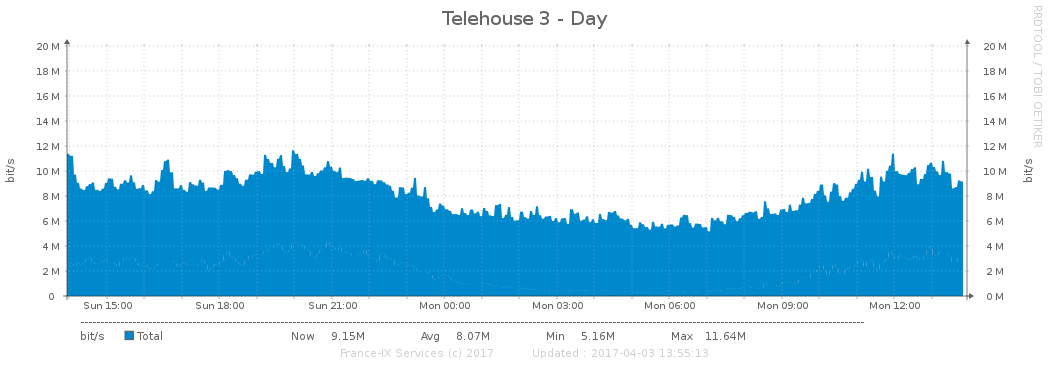 Telehouse 3 - Day
RRDTOOL / TOBI OETIKER
bit/s
20 M 20 M
18 M 18 M
16 M 16 M
14 M 14 M
12 M 12 M
10 M 10 M
8 M 8 M
6 M 6 M
4 M 4 M
2 M 2 M
0 0 M
bit/s
Sun 15:00 Sun 18:00 Sun 21:00 Mon 00:00 Mon 03:00 Mon 06:00 Mon 09:00 Mon 12:00
bit/s Total Now 9.15M Avg 8.07M Min 5.16M Max 11.64M
France-IX Services (c) 2017 Updated : 2017-04-03 13:55:13